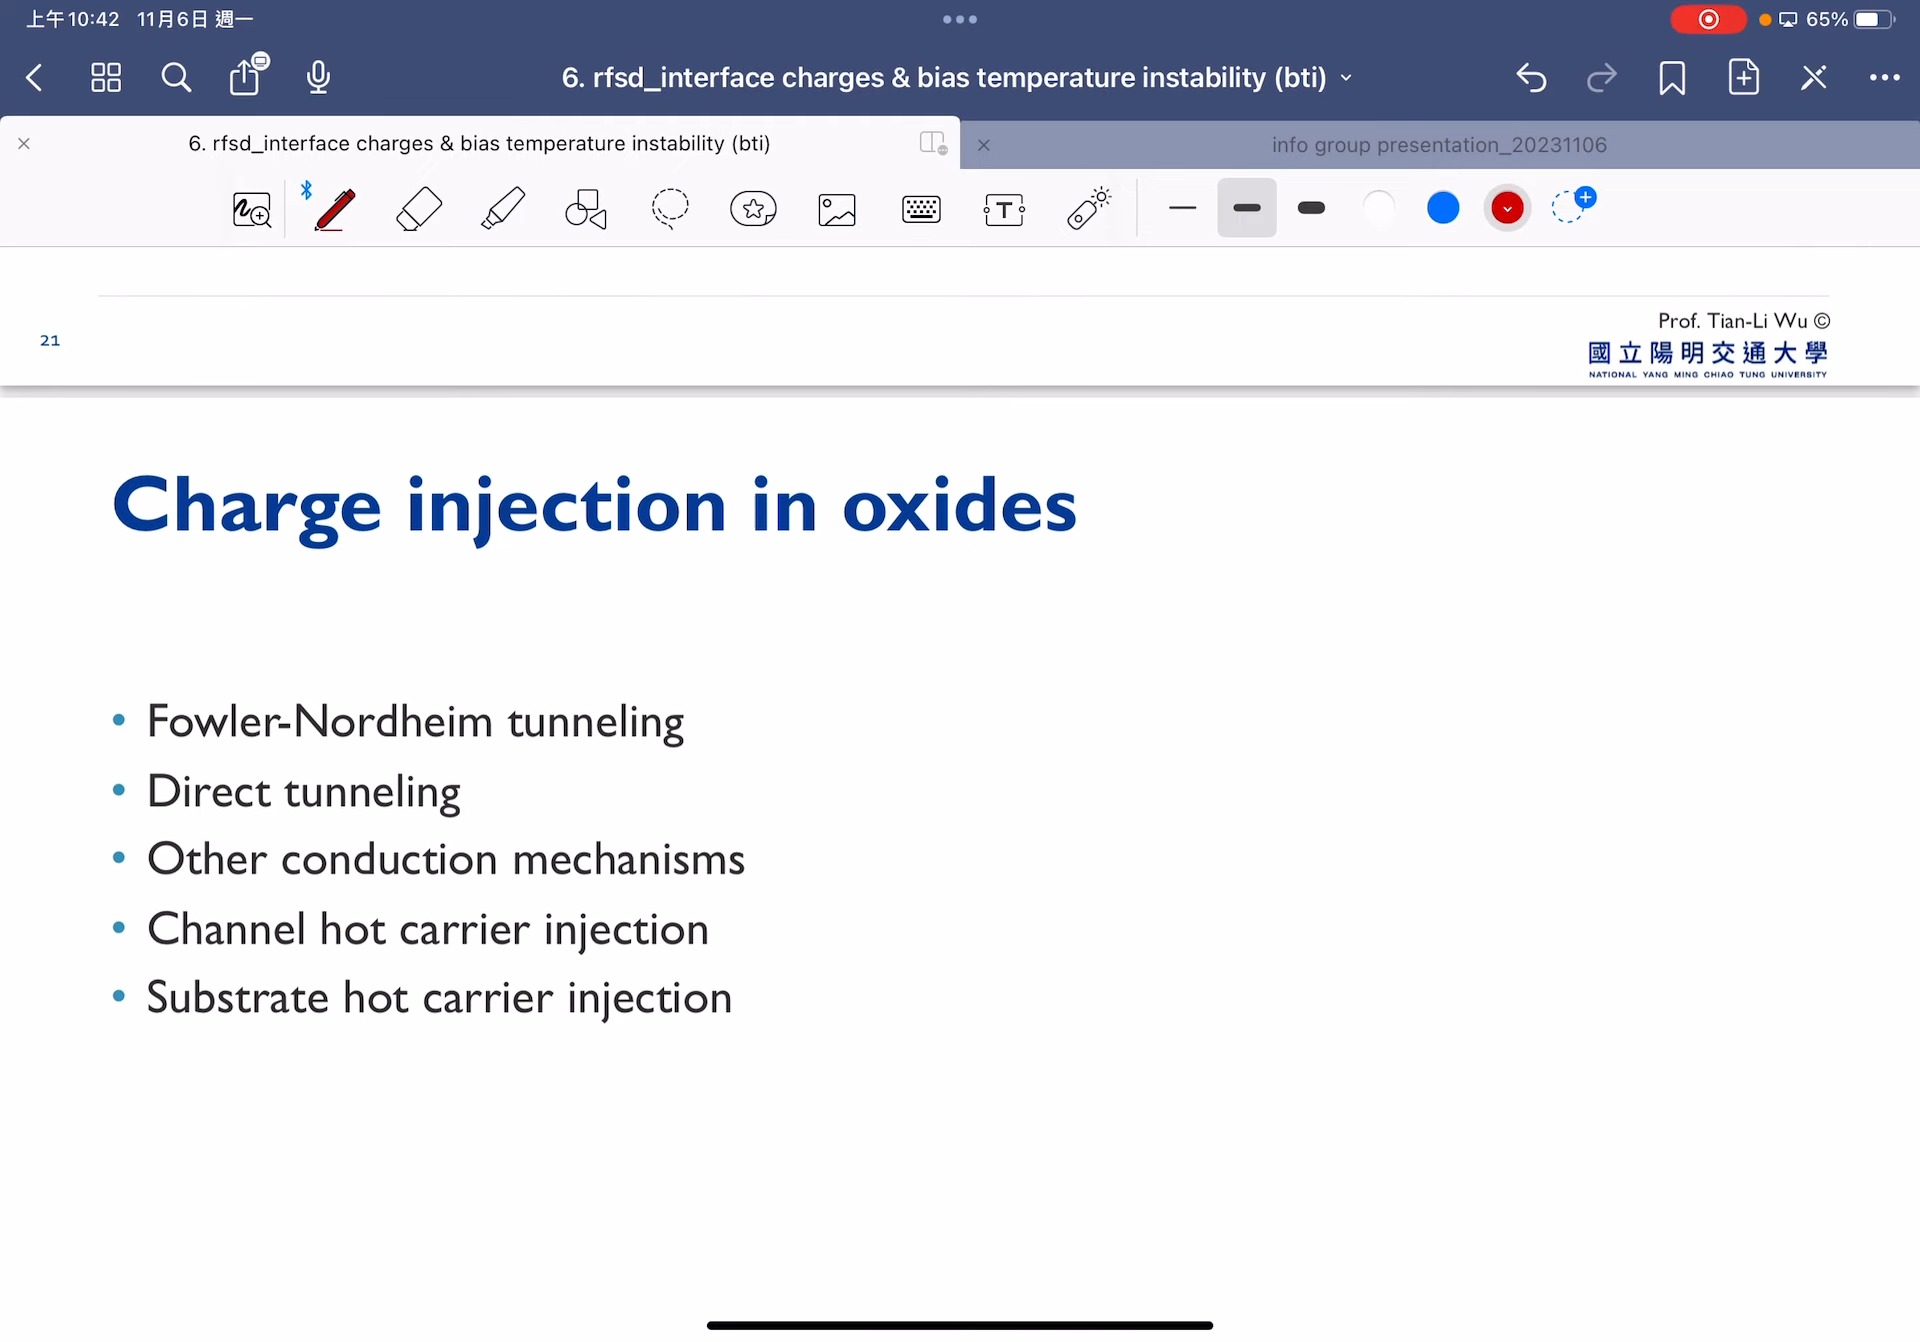 上午10:42 11月6日 週一
65%
6. rfsd_interface charges & bias temperature instability (bti)
6. rfsd_interface charges & bias temperature instability (bti)
info group presentation_20231106
T
21
Prof. Tian-Li Wu ©
國立陽明交通大學
NATIONAL YANG MING CHIAO TUNG UNIVERSITY
Charge injection in oxides
• Fowler-Nordheim tunneling
• Direct tunneling
• Other conduction mechanisms
• Channel hot carrier injection
• Substrate hot carrier injection